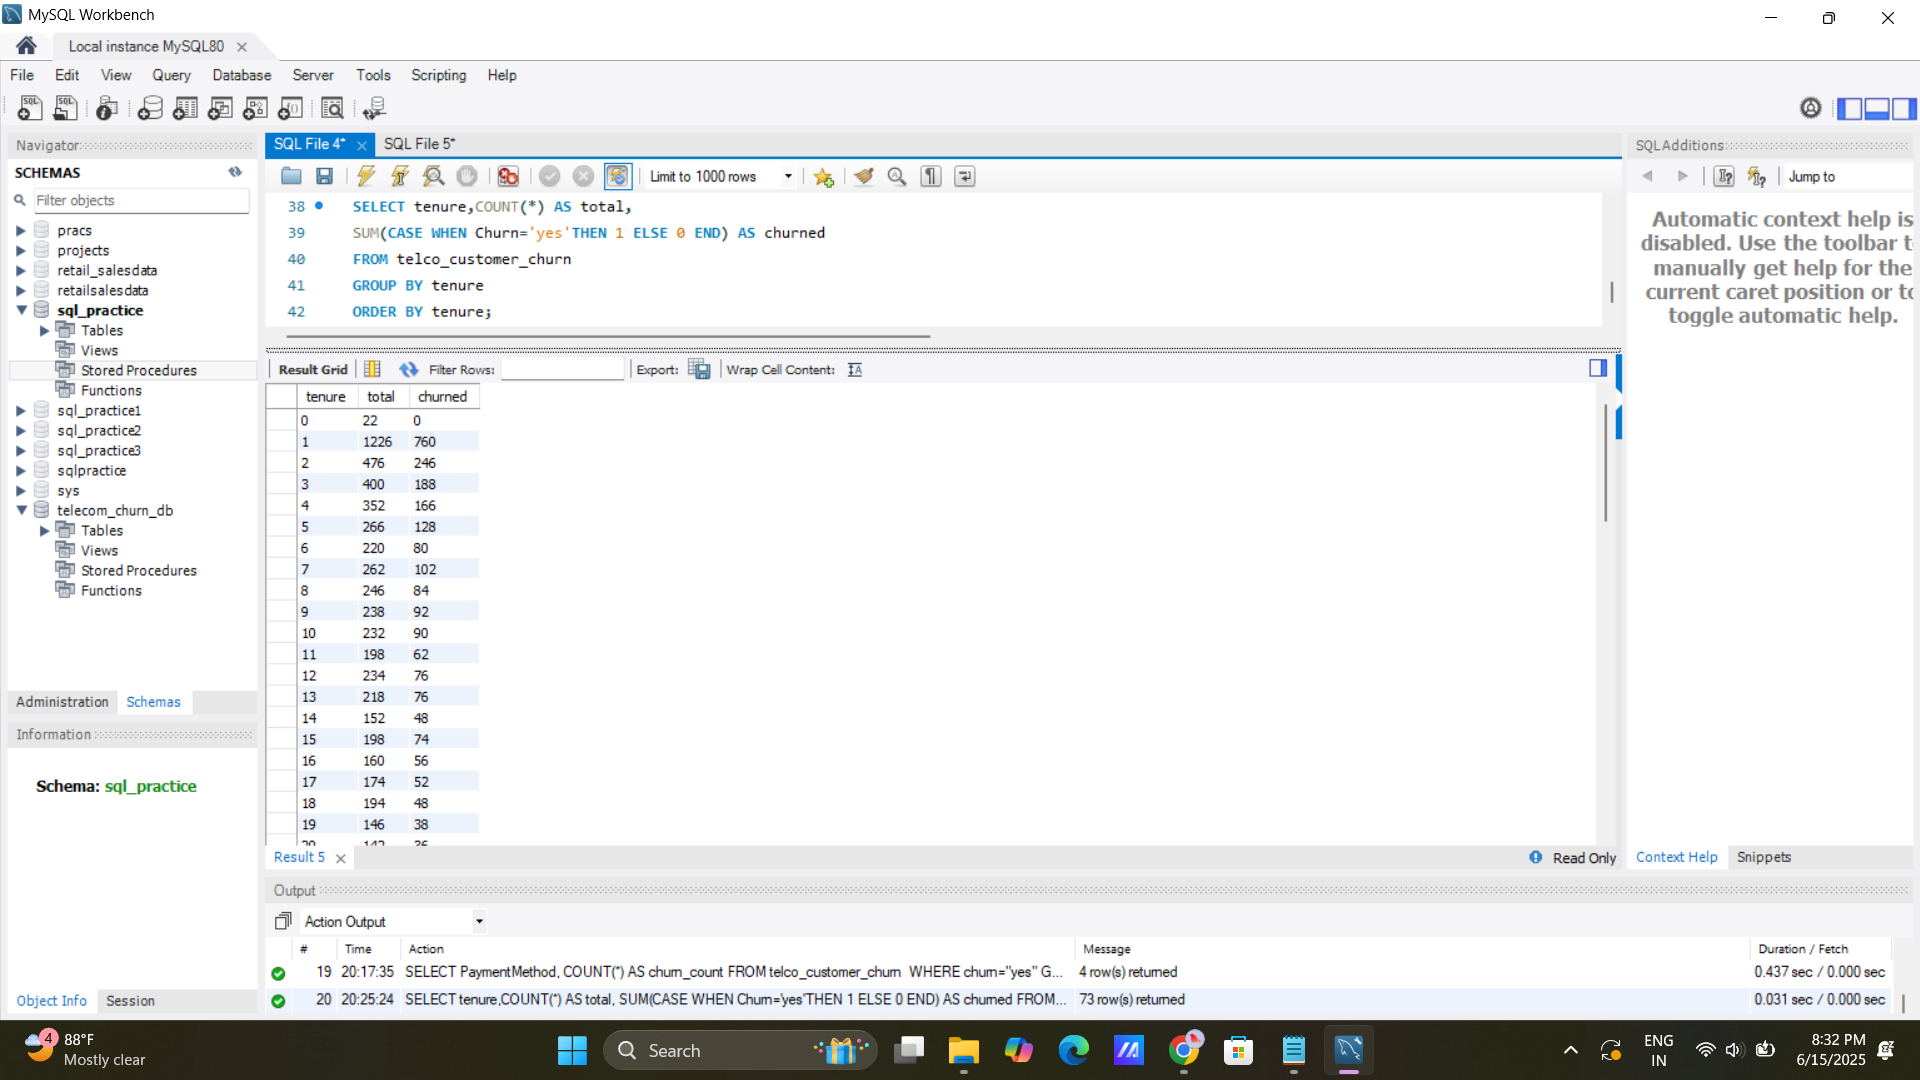 MySQL Workbench
Local instance MySQL80
File Edit View Query Database Server Tools Scripting Help
Navigator
SCHEMAS
Filter objects
pracs
projects
retail_salesdata
retailsalesdata
sql_practice
Tables
Views
Stored Procedures
Functions
sql_practice1
sql_practice2
sql_practice3
sqlpractice
sys
telecom_churn_db
Tables
Views
Stored Procedures
Functions
Administration Schemas
Information
Schema: sql_practice
Object Info Session
SQL File 4* SQL File 5*
Limit to 1000 rows
38 SELECT tenure,COUNT(*) AS total,
39 SUM(CASE WHEN Churn='yes'THEN 1 ELSE 0 END) AS churned
40 FROM telco_customer_churn
41 GROUP BY tenure
42 ORDER BY tenure;
Result Grid Filter Rows: Export: Wrap Cell Content:
tenure total churned
0 22 0
1 1226 760
2 476 246
3 400 188
4 352 166
5 266 128
6 220 80
7 262 102
8 246 84
9 238 92
10 232 90
11 198 62
12 234 76
13 218 76
14 152 48
15 198 74
16 160 56
17 174 52
18 194 48
19 146 38
Result 5
Read Only
Output
Action Output
# Time Action Message Duration / Fetch
19 20:17:35 SELECT PaymentMethod, COUNT(*) AS churn_count FROM telco_customer_churn WHERE churn="yes" G... 4 row(s) returned 0.437 sec / 0.000 sec
20 20:25:24 SELECT tenure,COUNT(*) AS total, SUM(CASE WHEN Churn='yes'THEN 1 ELSE 0 END) AS churned FROM... 73 row(s) returned 0.031 sec / 0.000 sec
SQLAdditions
Jump to
Automatic context help is
disabled. Use the toolbar t
manually get help for the
current caret position or to
toggle automatic help.
Context Help Snippets
4
88°F
Mostly clear
Search
ENG
IN
8:32 PM
6/15/2025